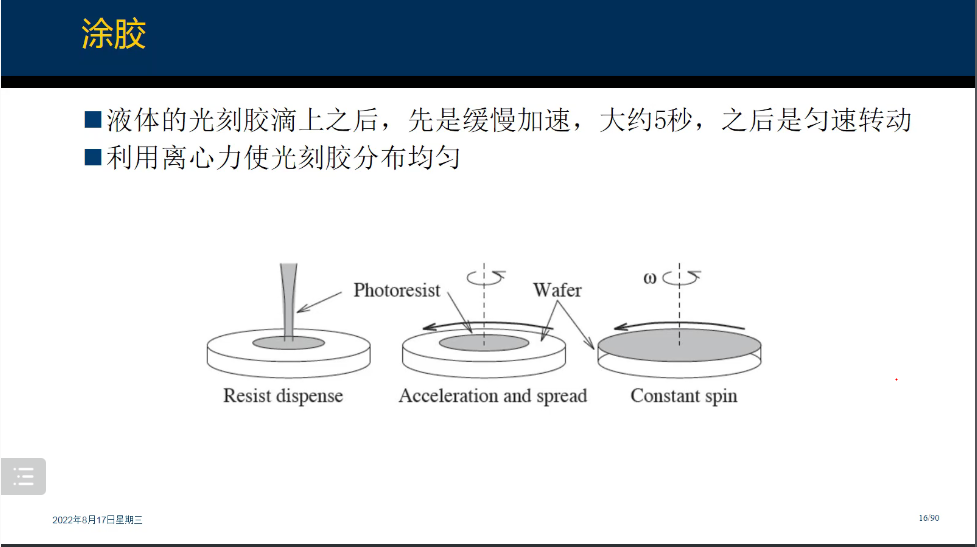 涂胶
■液体的光刻胶滴上之后，先是缓慢加速，大约5秒，之后是匀速转动
■利用离心力使光刻胶分布均匀
Photoresist
Wafer
ω
Resist dispense
Acceleration and spread
Constant spin
2022年8月17日星期三
16/90